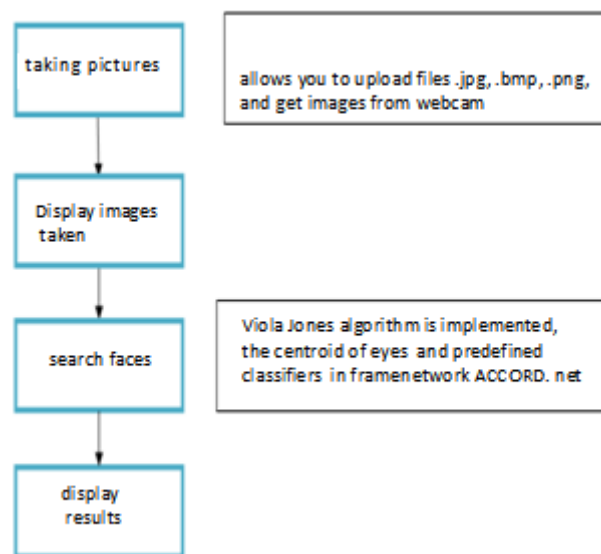 taking pictures
allows you to upload files .jpg, .bmp, .png,
and get images from webcam
Display images
taken
search faces
Viola Jones algorithm is implemented,
the centroid of eyes and predefined
classifiers in framenetwork ACCORD. net
display
results